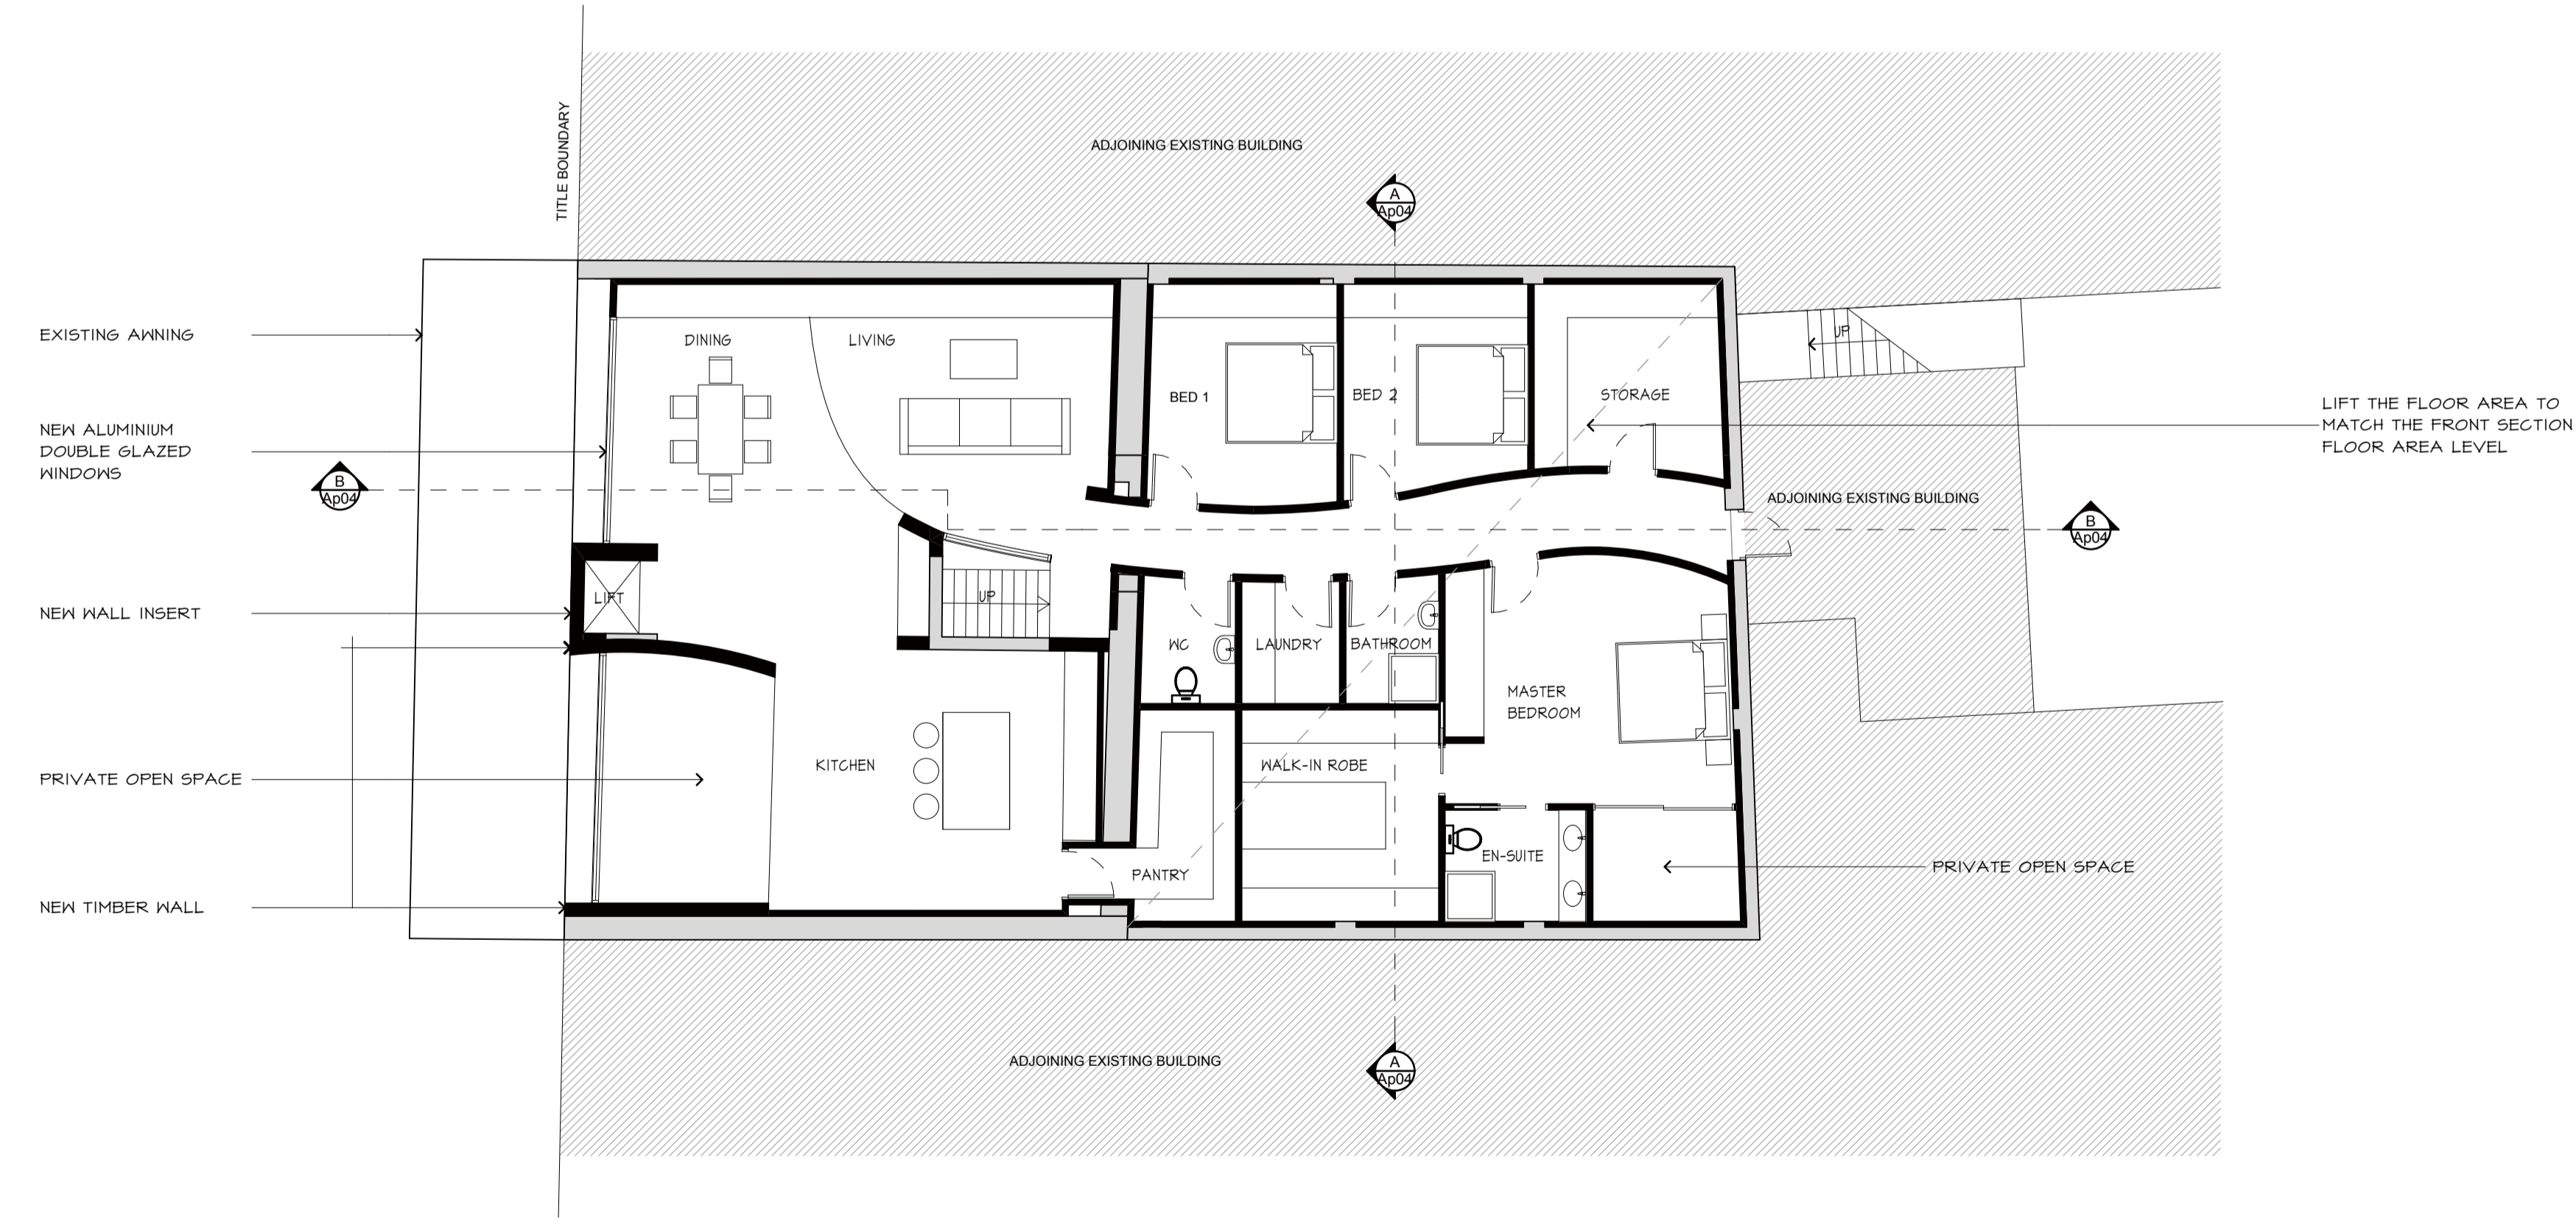 TITLE BOUNDARY
ADJOINING EXISTING BUILDING
A
Ap04
EXISTING AWNING
DINING
LIVING
UP
BED 1
BED 2
STORAGE
LIFT THE FLOOR AREA TO
MATCH THE FRONT SECTION
FLOOR AREA LEVEL
NEW ALUMINIUM
DOUBLE GLAZED
WINDOWS
B
Ap04
ADJOINING EXISTING BUILDING
B
Ap04
NEW WALL INSERT
LIFT
UP
WC
LAUNDRY
BATHROOM
MASTER
BEDROOM
PRIVATE OPEN SPACE
KITCHEN
WALK-IN ROBE
EN-SUITE
PANTRY
PRIVATE OPEN SPACE
NEW TIMBER WALL
ADJOINING EXISTING BUILDING
A
Ap04